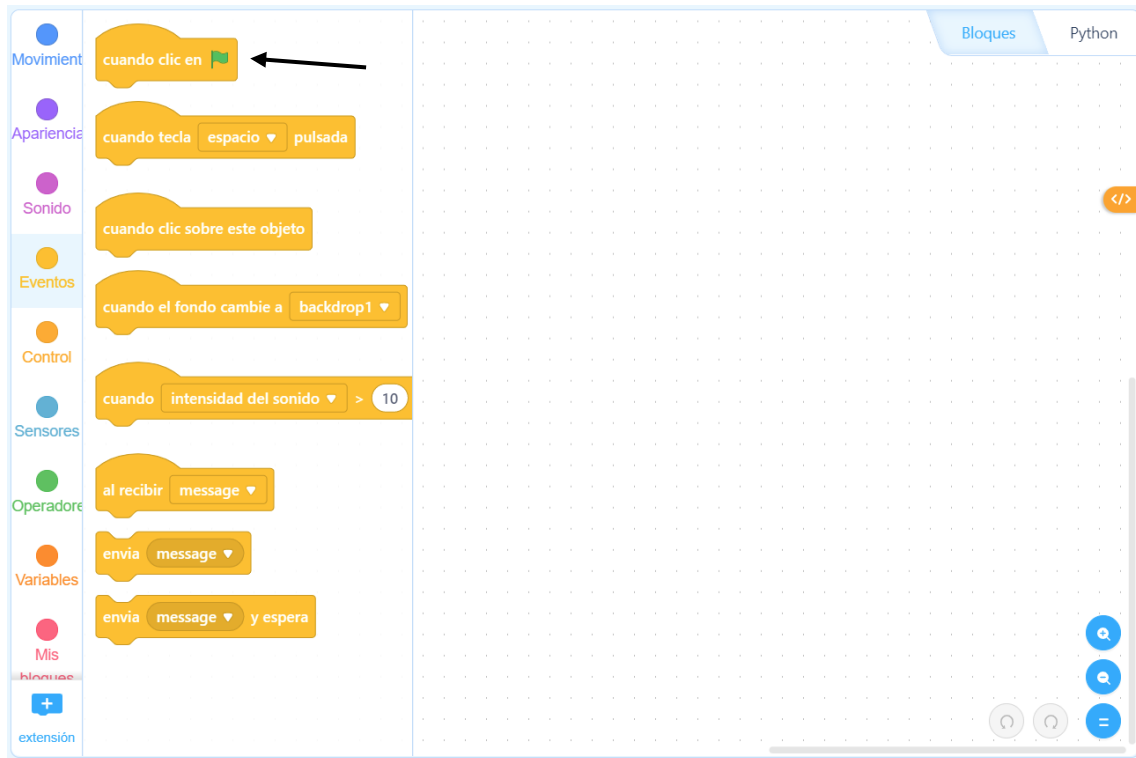 Movimient
Apariencia
Sonido
Eventos
Control
Sensores
Operadore
Variables
Mis
bloques
extensión
cuando clic en
cuando tecla espacio pulsada
cuando clic sobre este objeto
cuando el fondo cambie a backdrop1
cuando intensidad del sonido > 10
al recibir message
envia message
envia message y espera
Bloques Python
</>
=